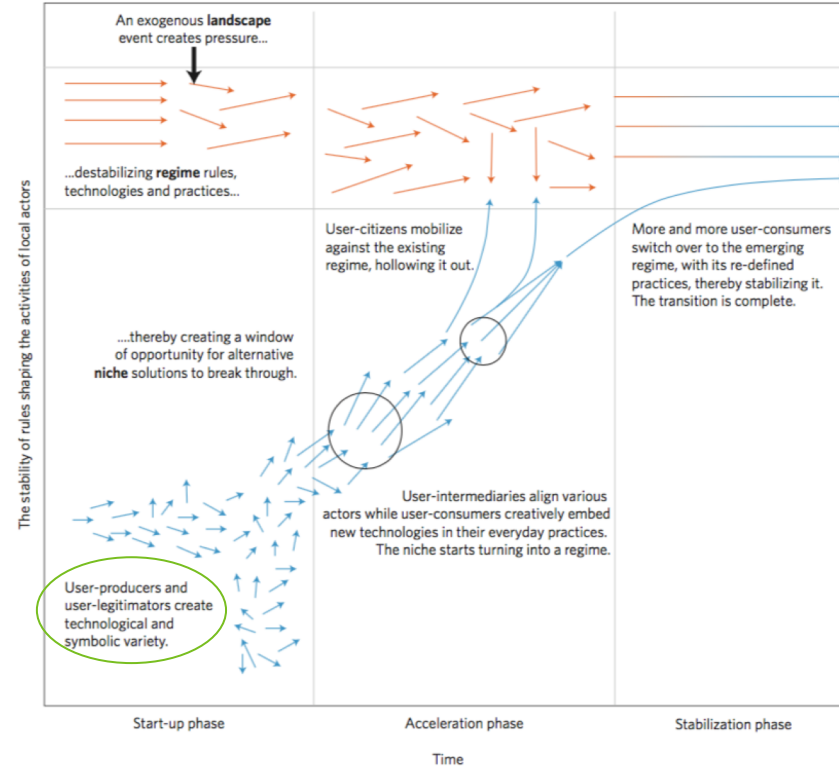 An exogenous landscape
event creates pressure...
...destabilizing regime rules,
technologies and practices...
User-citizens mobilize
against the existing
regime, hollowing it out.
More and more user-consumers
switch over to the emerging
regime, with its re-defined
practices, thereby stabilizing it.
The transition is complete.
....thereby creating a window
of opportunity for alternative
niche solutions to break through.
User-intermediaries align various
actors while user-consumers creatively embed
new technologies in their everyday practices.
The niche starts turning into a regime.
User-producers and
user-legitimators create
technological and
symbolic variety.
The stability of rules shaping the activities of local actors
Start-up phase
Acceleration phase
Stabilization phase
Time